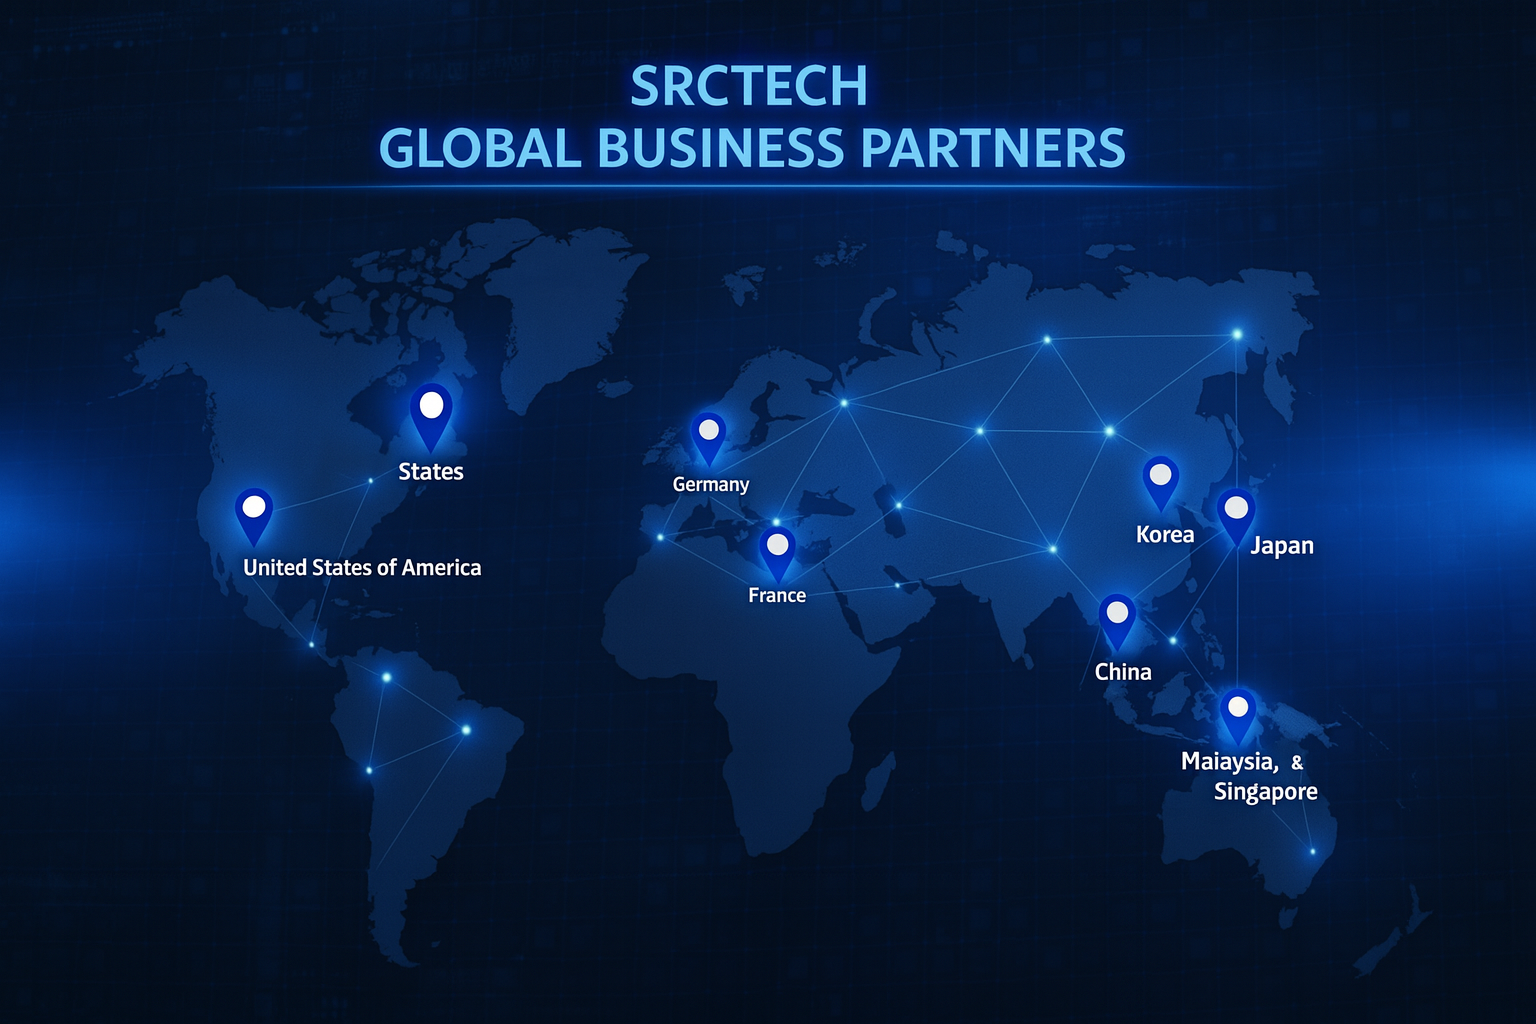 SRCTECH
GLOBAL BUSINESS PARTNERS
States
United States of America
Germany
France
Korea
Japan
China
Maiaysia, &
Singapore